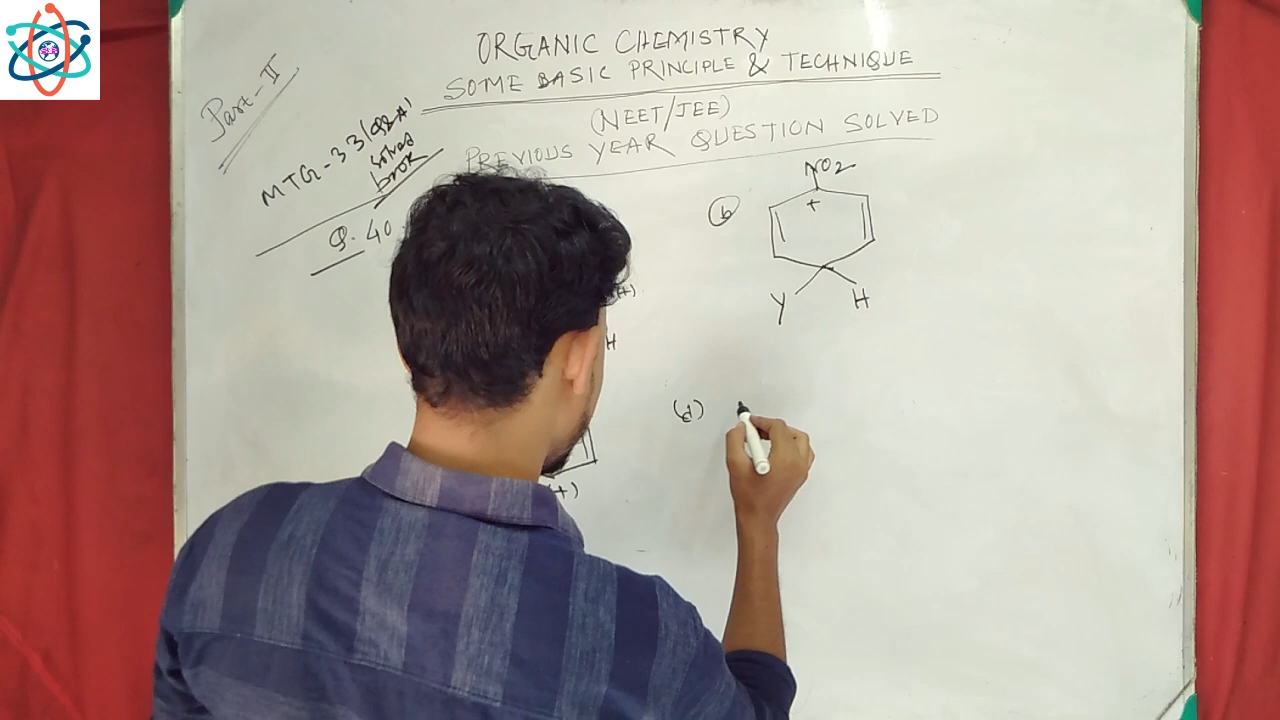 ORGANIC CHEMISTRY
SOME BASIC PRINCIPLE & TECHNIQUE
(NEET/JEE)
PREVIOUS YEAR QUESTION SOLVED
Part-II
MTG-33
solved
book
Q. 40
(b)
NO2
+
Y H
(+)
H
(d)
(+)